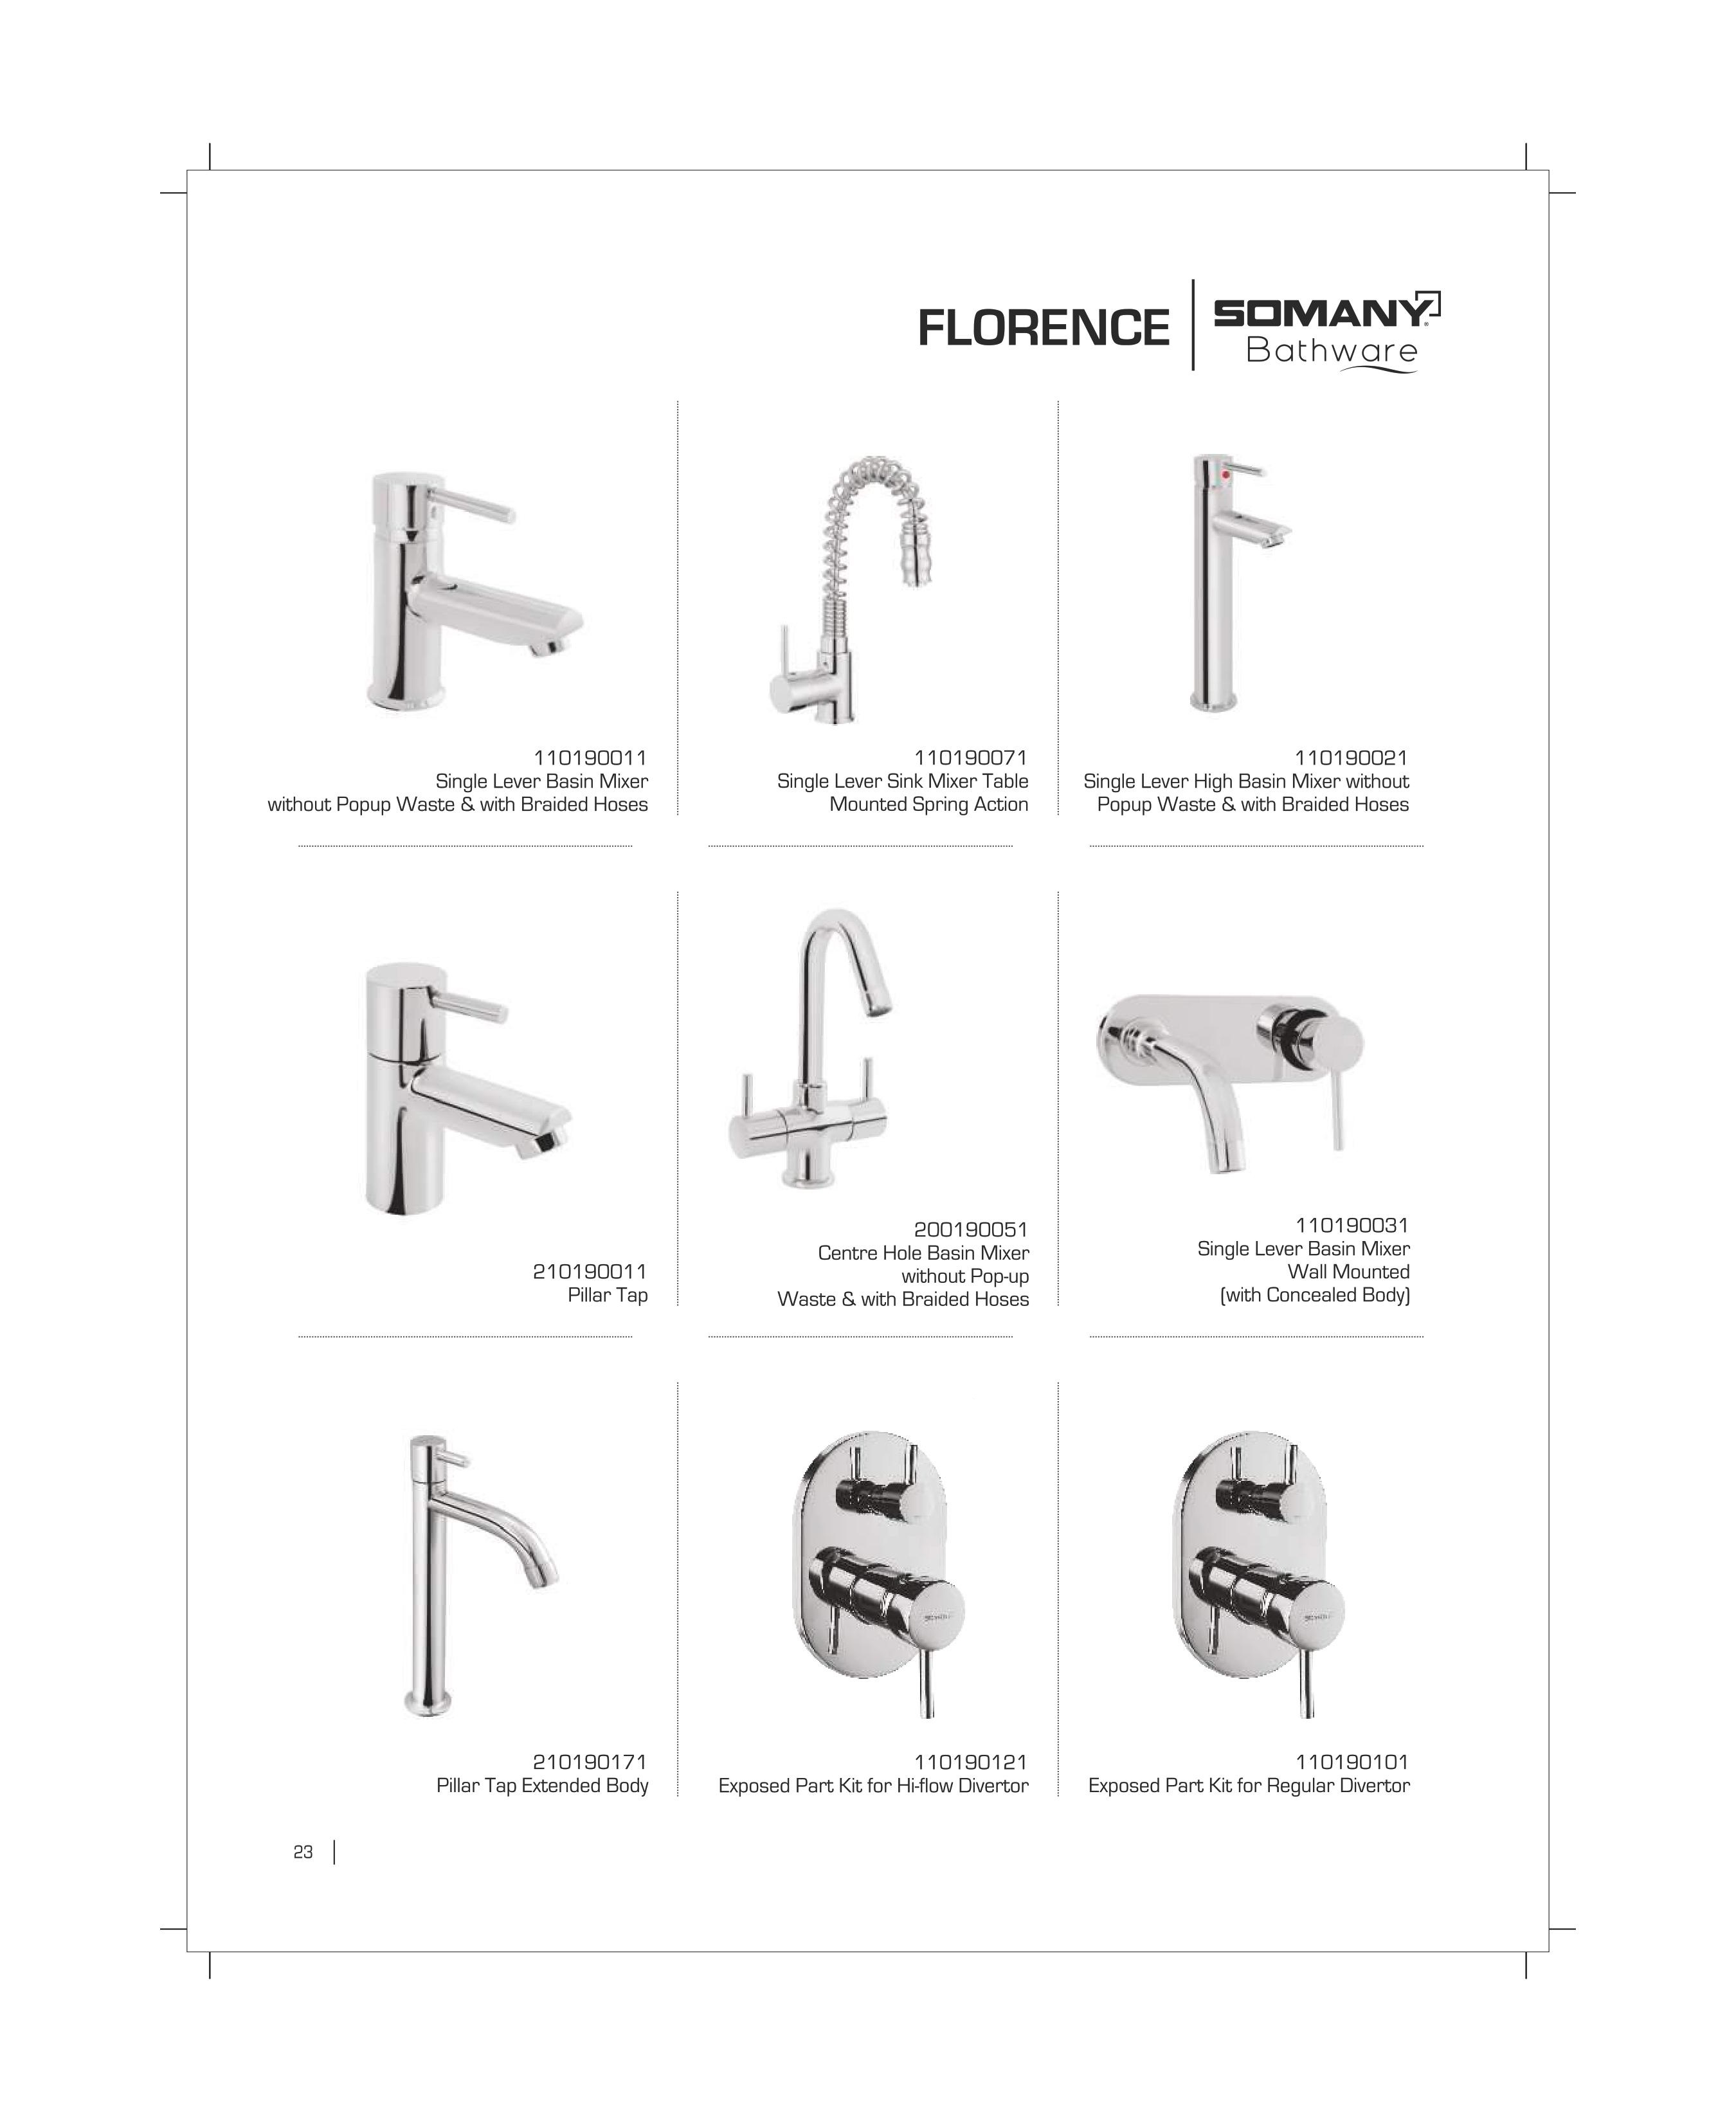 FLORENCE
SOMANY
Bathware
110190011
Single Lever Basin Mixer
without Popup Waste & with Braided Hoses
110190071
Single Lever Sink Mixer Table
Mounted Spring Action
110190021
Single Lever High Basin Mixer without
Popup Waste & with Braided Hoses
210190011
Pillar Tap
200190051
Centre Hole Basin Mixer
without Pop-up
Waste & with Braided Hoses
110190031
Single Lever Basin Mixer
Wall Mounted
(with Concealed Body)
210190171
Pillar Tap Extended Body
SOMANY
110190121
Exposed Part Kit for Hi-flow Divertor
SOMANY
110190101
Exposed Part Kit for Regular Divertor
23